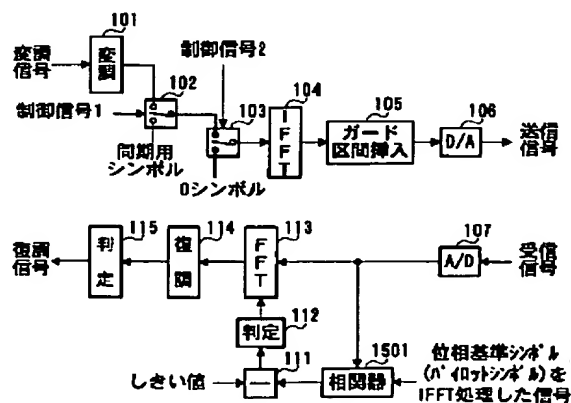 101
変調
信号
変調
制御信号2
102
104
制御信号1
103
IFFT
105
ガード
区間挿入
106
D/A
送信
信号
同期用
シンボル
0シンボル
115
114
113
復調
信号
判定
復調
FFT
107
A/D
受信
信号
112
判定
111
1501
しきい値
−
相関器
位相基準シンボル
(パイロットシンボル)を
IFFT処理した信号